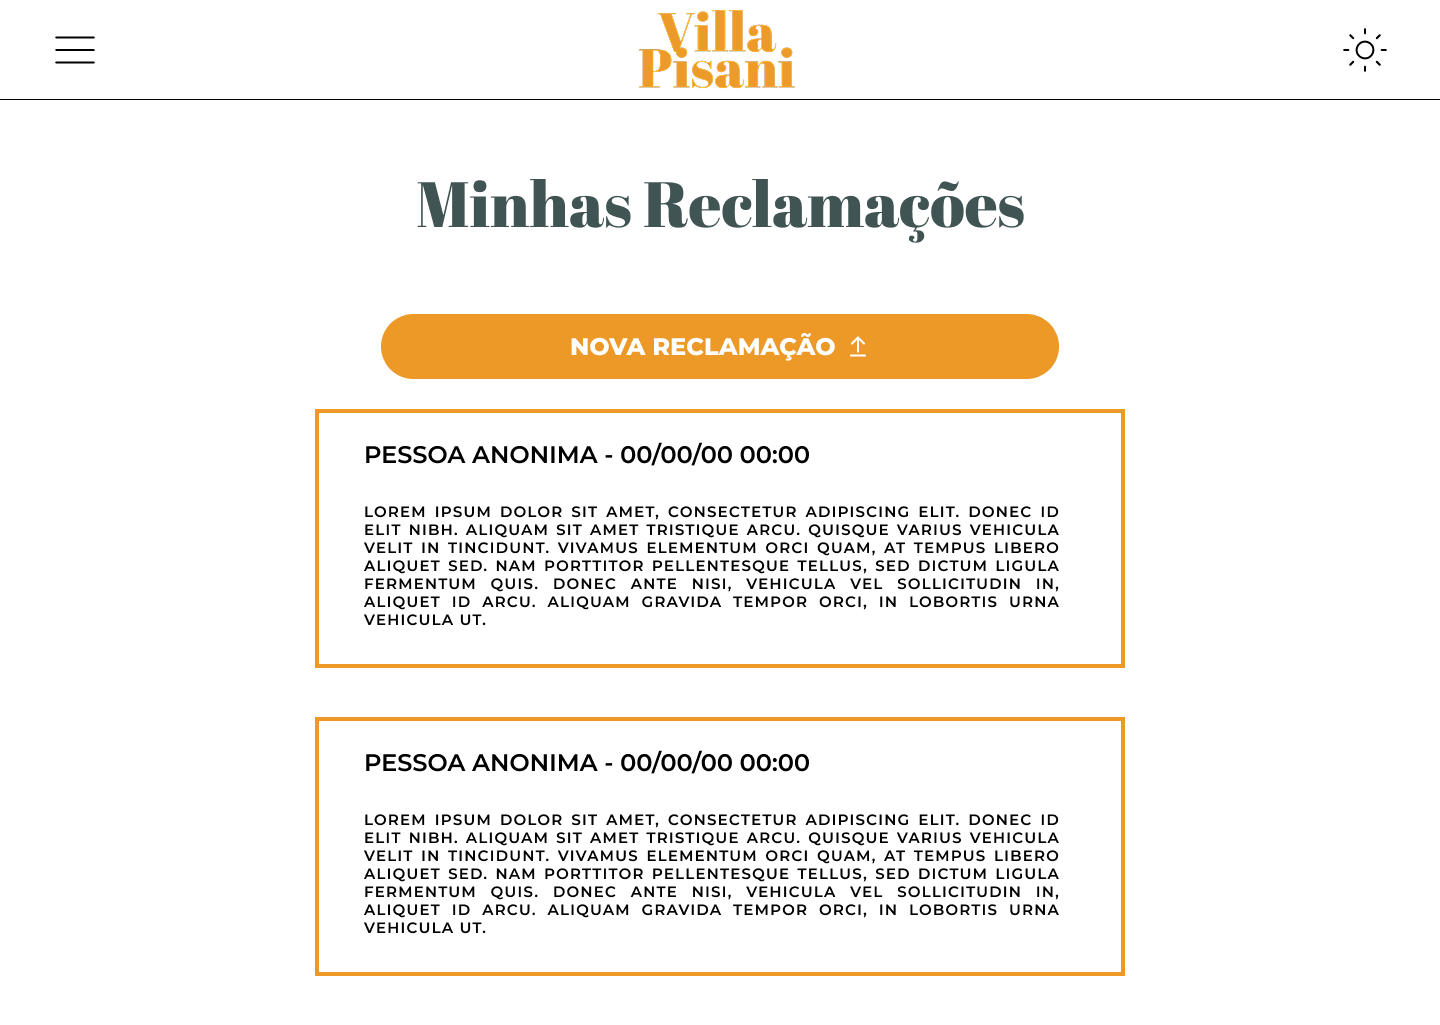 Villa
Pisani
Minhas Reclamações
NOVA RECLAMAÇÃO
PESSOA ANONIMA - 00/00/00 00:00
LOREM IPSUM DOLOR SIT AMET, CONSECTETUR ADIPISCING ELIT. DONEC ID
ELIT NIBH. ALIQUAM SIT AMET TRISTIQUE ARCU. QUISQUE VARIUS VEHICULA
VELIT IN TINCIDUNT. VIVAMUS ELEMENTUM ORCI QUAM, AT TEMPUS LIBERO
ALIQUET SED. NAM PORTTITOR PELLENTESQUE TELLUS, SED DICTUM LIGULA
FERMENTUM QUIS. DONEC ANTE NISI, VEHICULA VEL SOLLICITUDIN IN,
ALIQUET ID ARCU. ALIQUAM GRAVIDA TEMPOR ORCI, IN LOBORTIS URNA
VEHICULA UT.
PESSOA ANONIMA - 00/00/00 00:00
LOREM IPSUM DOLOR SIT AMET, CONSECTETUR ADIPISCING ELIT. DONEC ID
ELIT NIBH. ALIQUAM SIT AMET TRISTIQUE ARCU. QUISQUE VARIUS VEHICULA
VELIT IN TINCIDUNT. VIVAMUS ELEMENTUM ORCI QUAM, AT TEMPUS LIBERO
ALIQUET SED. NAM PORTTITOR PELLENTESQUE TELLUS, SED DICTUM LIGULA
FERMENTUM QUIS. DONEC ANTE NISI, VEHICULA VEL SOLLICITUDIN IN,
ALIQUET ID ARCU. ALIQUAM GRAVIDA TEMPOR ORCI, IN LOBORTIS URNA
VEHICULA UT.